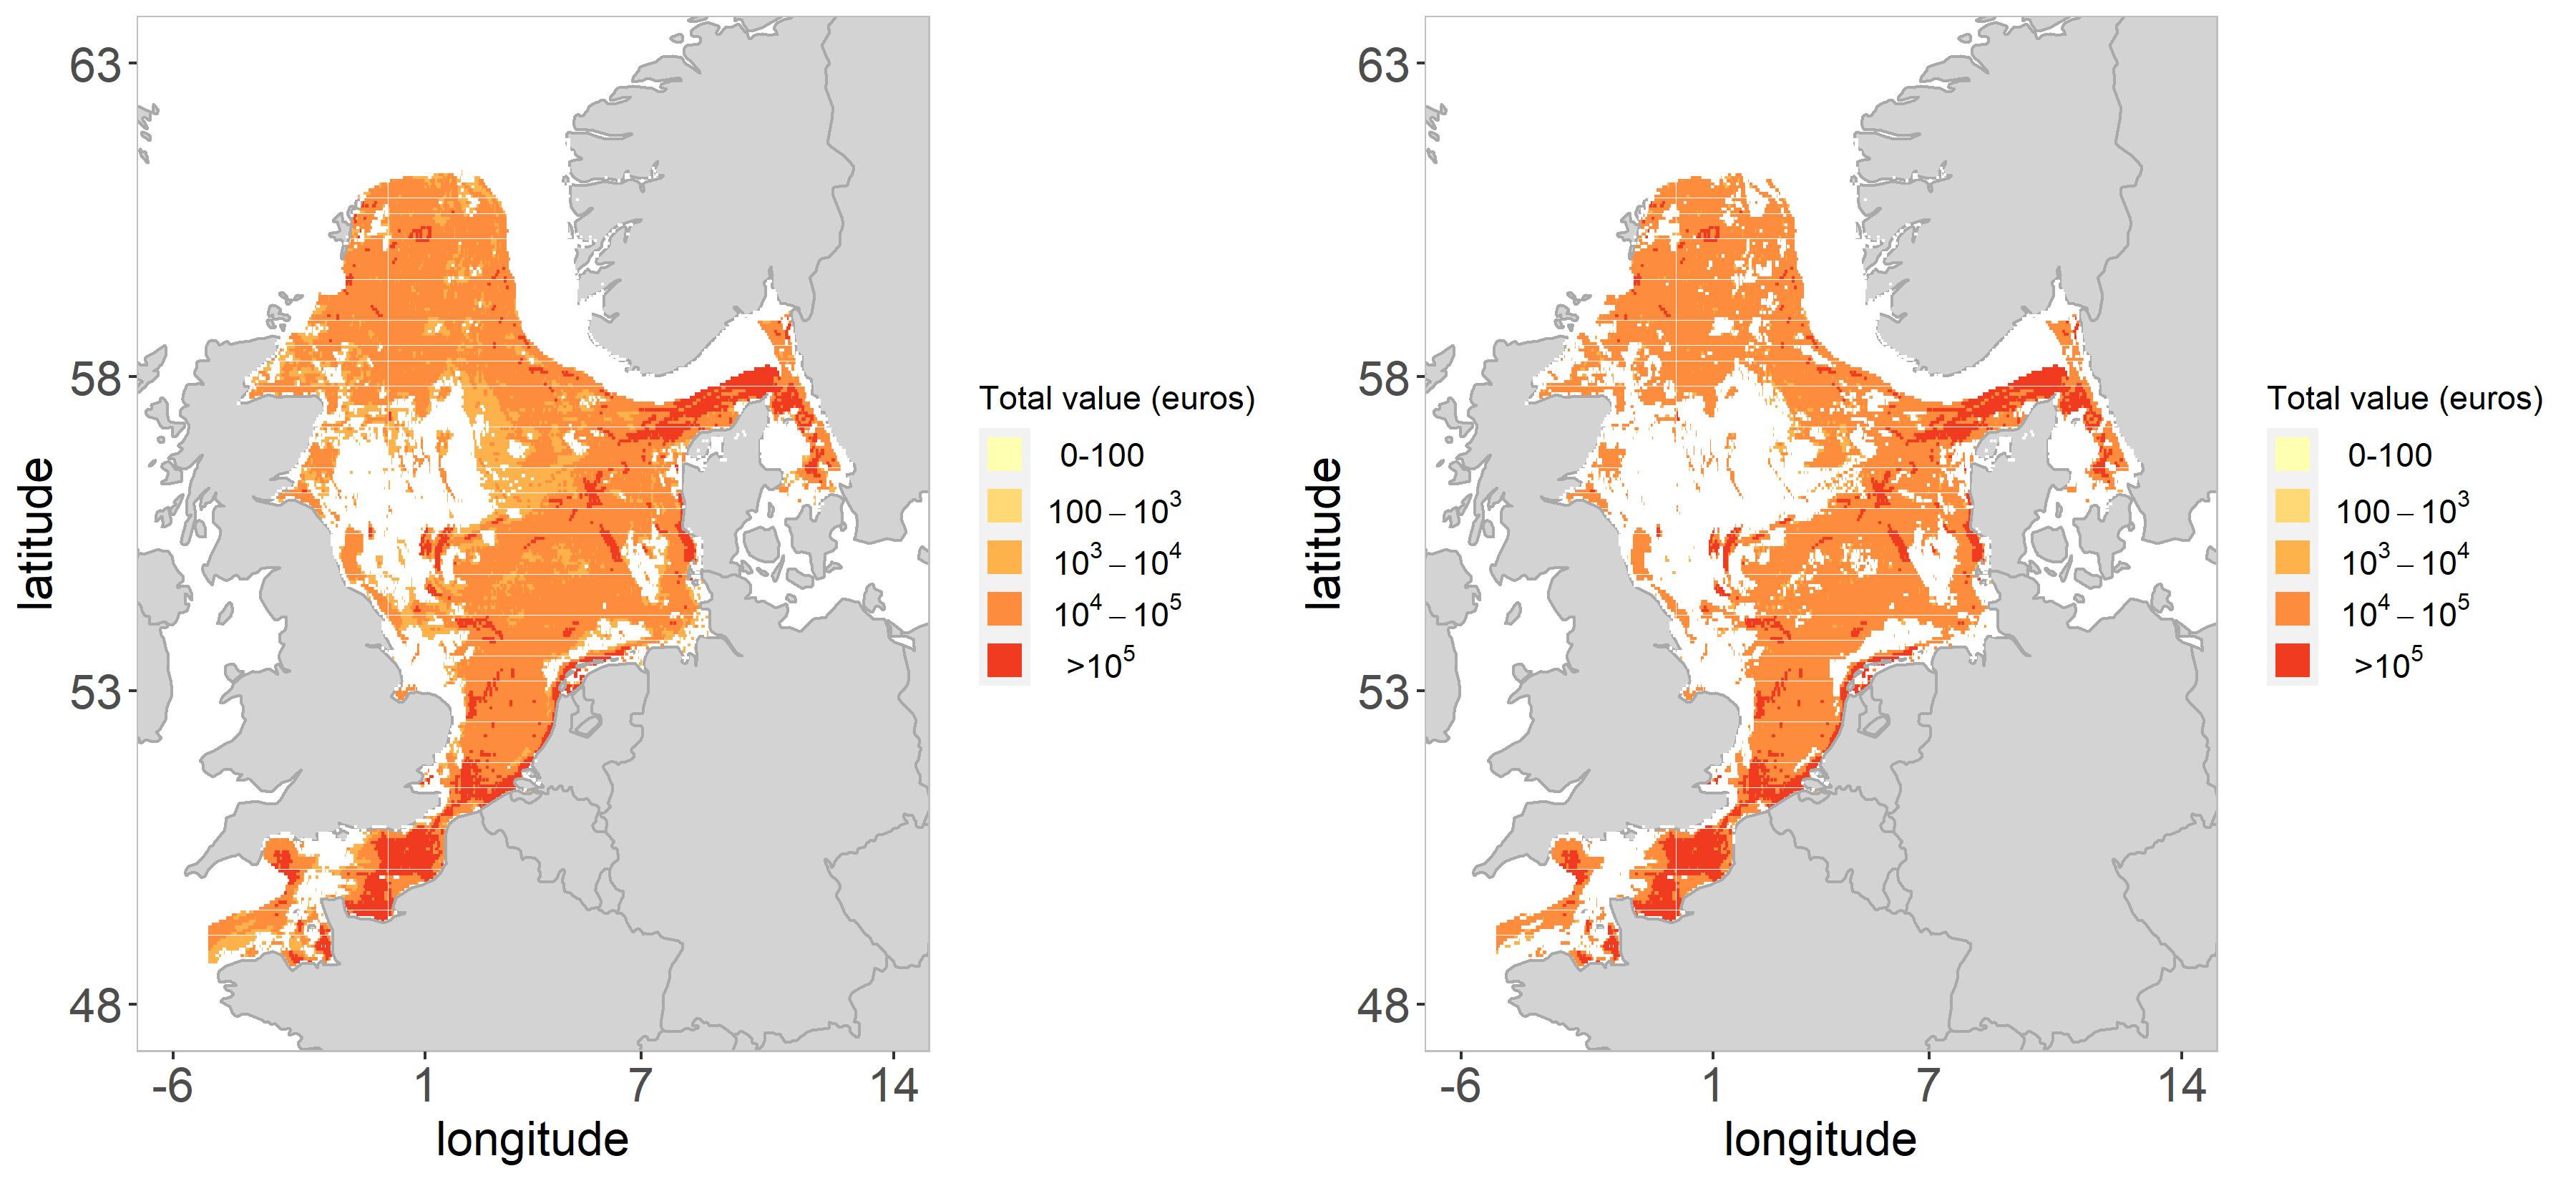 63
58
53
48
latitude
-6 1 7 14
longitude
Total value (euros)
0-100
100 – 10³
10³ – 10⁴
10⁴ – 10⁵
>10⁵
63
58
53
48
latitude
-6 1 7 14
longitude
Total value (euros)
0-100
100 – 10³
10³ – 10⁴
10⁴ – 10⁵
>10⁵